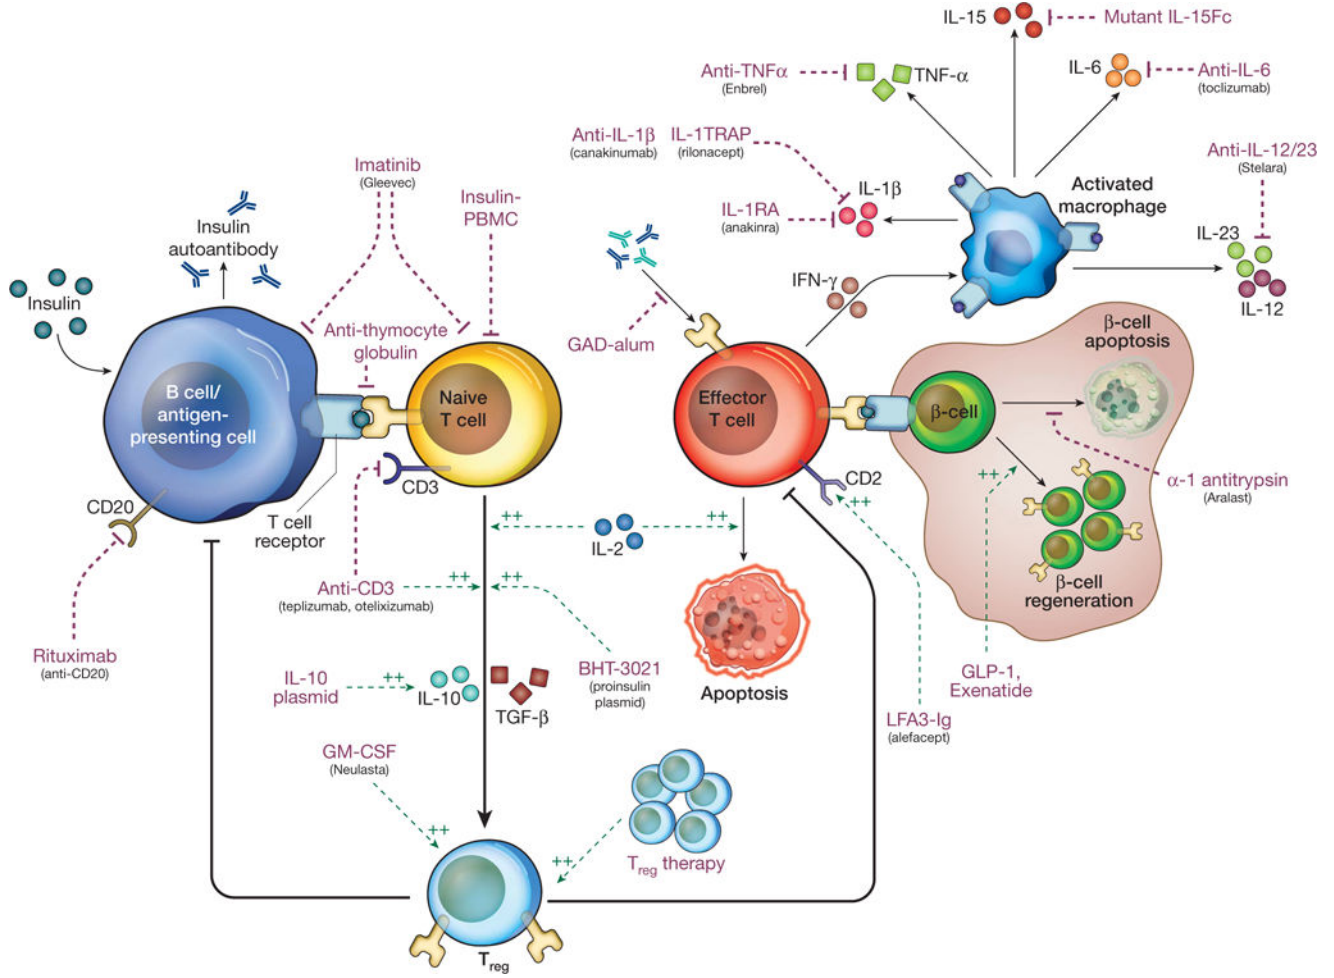 IL-15
Mutant IL-15Fc
Anti-TNFα
(Enbrel)
TNF-α
IL-6
Anti-IL-6
(toclizumab)
Anti-IL-1β
(canakinumab)
IL-1TRAP
(rilonacept)
Anti-IL-12/23
(Stelara)
Imatinib
(Gleevec)
Insulin-
PBMC
IL-1β
IL-1RA
(anakinra)
Activated
macrophage
IL-23
IL-12
Insulin
autoantibody
Insulin
IFN-γ
Anti-thymocyte
globulin
GAD-alum
β-cell
apoptosis
B cell/
antigen-
presenting cell
Naive
T cell
Effector
T cell
β-cell
CD3
CD2
CD20
T cell
receptor
++
α-1 antitrypsin
(Aralast)
++
++
++
IL-2
Anti-CD3
(teplizumab, otelixizumab)
++
++
β-cell
regeneration
Rituximab
(anti-CD20)
IL-10
plasmid
++
IL-10
TGF-β
BHT-3021
(proinsulin
plasmid)
Apoptosis
GLP-1,
Exenatide
LFA3-Ig
(alefacept)
GM-CSF
(Neulasta)
++
++
Treg therapy
Treg